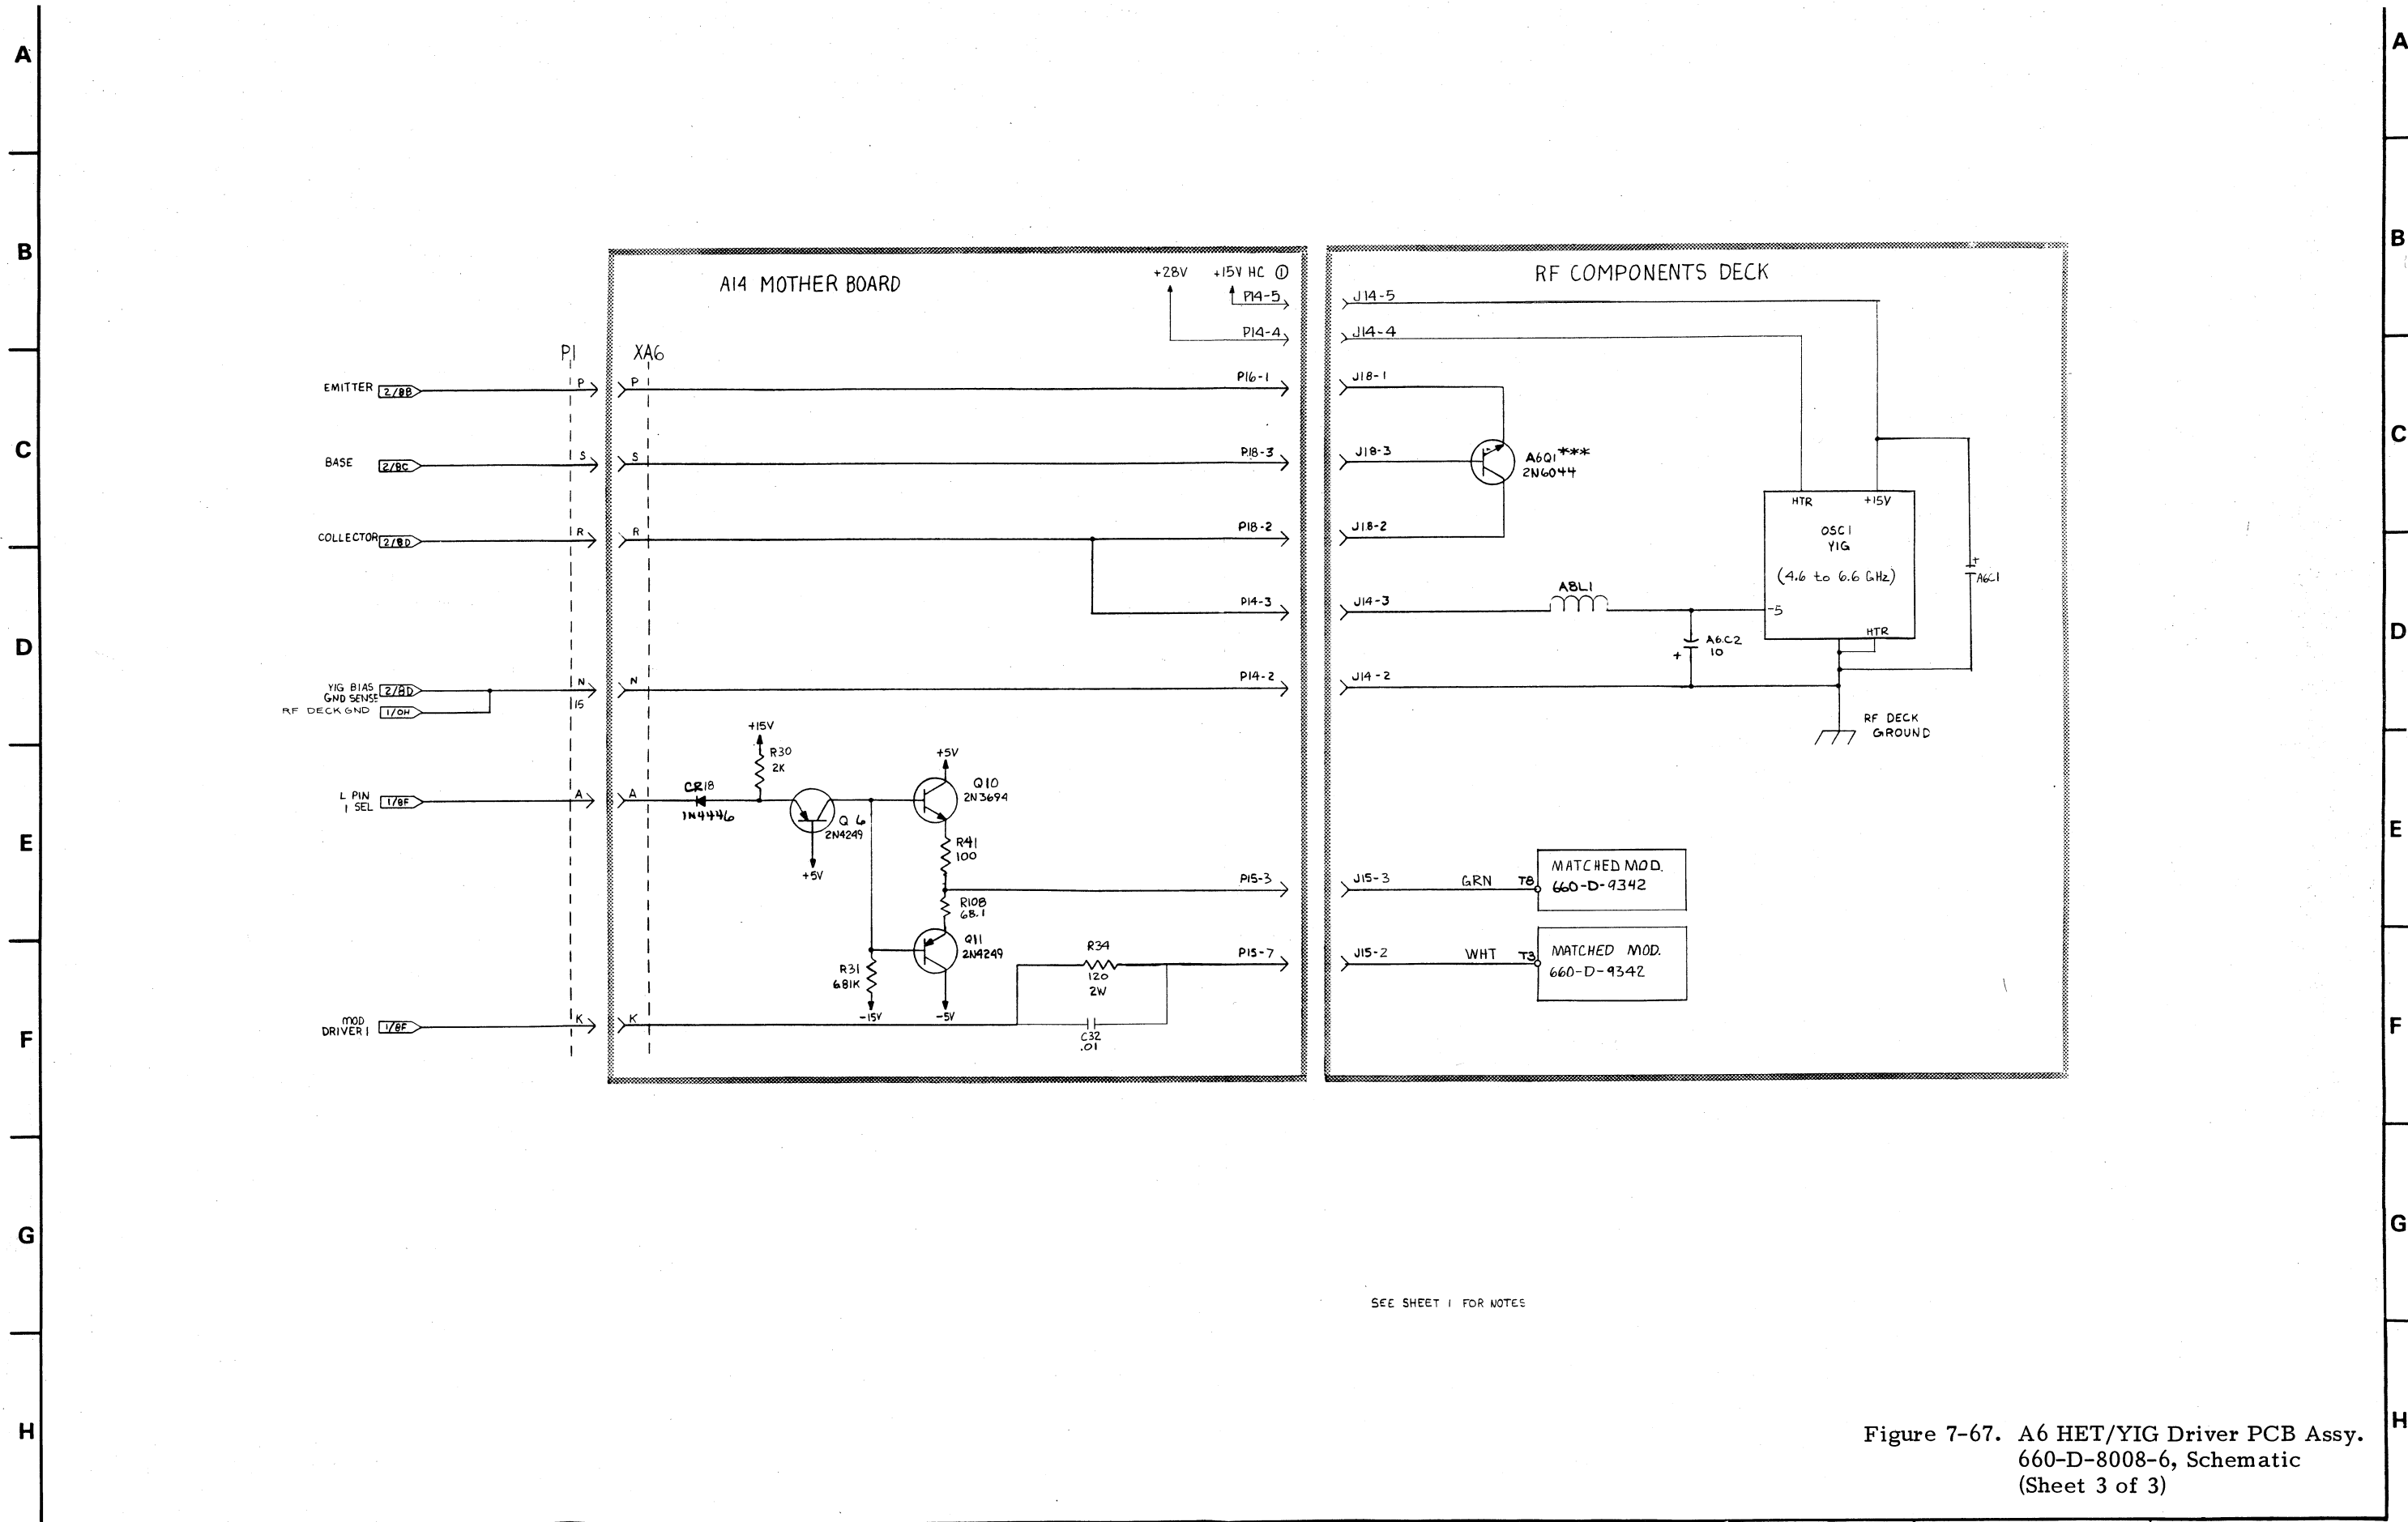 A
A
B
B
C
C
D
D
E
E
F
F
G
G
H
H
A14 MOTHER BOARD
+28V
+15V HC ①
P14-5
P14-4
P1
XA6
EMITTER 2/8B
P
P
P16-1
BASE 2/8C
S
S
P18-3
COLLECTOR 2/8D
R
R
P18-2
P14-3
YIG BIAS
GND SENSE
2/8D
N
N
P14-2
RF DECK GND 1/0H
15
+15V
R30
2K
+5V
L PIN
1 SEL
1/8F
A
A
CR18
1N4446
Q 6
2N4249
+5V
Q10
2N3694
R41
100
P15-3
R108
68.1
Q11
2N4249
R31
681K
-15V
-5V
R34
120
2W
P15-7
MOD
DRIVER 1
1/8F
K
K
C32
.01
RF COMPONENTS DECK
J14-5
J14-4
J18-1
J18-3
A6Q1***
2N6044
J18-2
HTR
+15V
OSC1
YIG
(4.6 to 6.6 GHz)
-5
HTR
+
A6C1
J14-3
A8L1
A6C2
10
+
J14-2
RF DECK
GROUND
J15-3
GRN
T8
MATCHED MOD.
660-D-9342
J15-2
WHT
T3
MATCHED MOD.
660-D-9342
SEE SHEET 1 FOR NOTES
Figure 7-67. A6 HET/YIG Driver PCB Assy.
660-D-8008-6, Schematic
(Sheet 3 of 3)